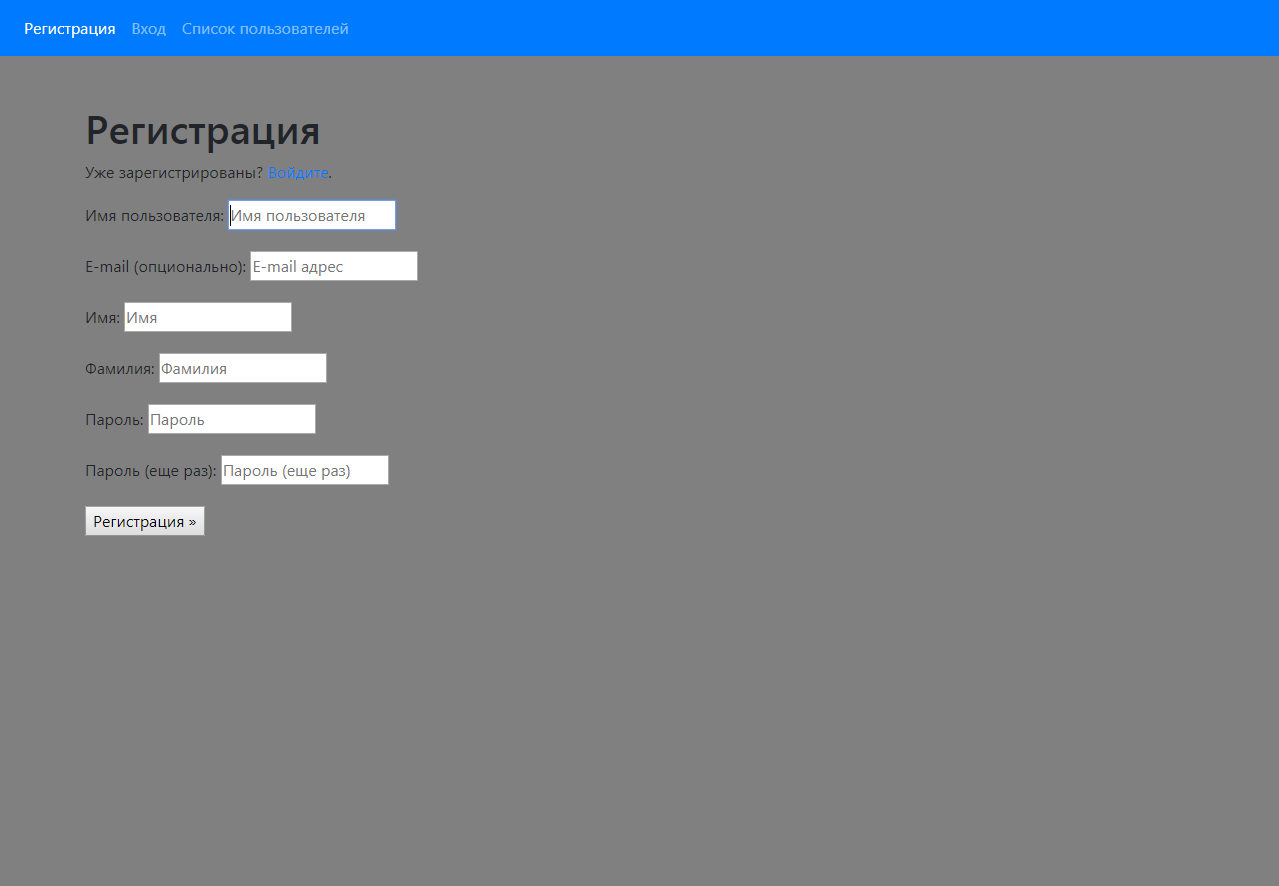 Регистрация Вход Список пользователей
Регистрация
Уже зарегистрированы? Войдите.
Имя пользователя: Имя пользователя
E-mail (опционально): E-mail адрес
Имя: Имя
Фамилия: Фамилия
Пароль: Пароль
Пароль (еще раз): Пароль (еще раз)
Регистрация »